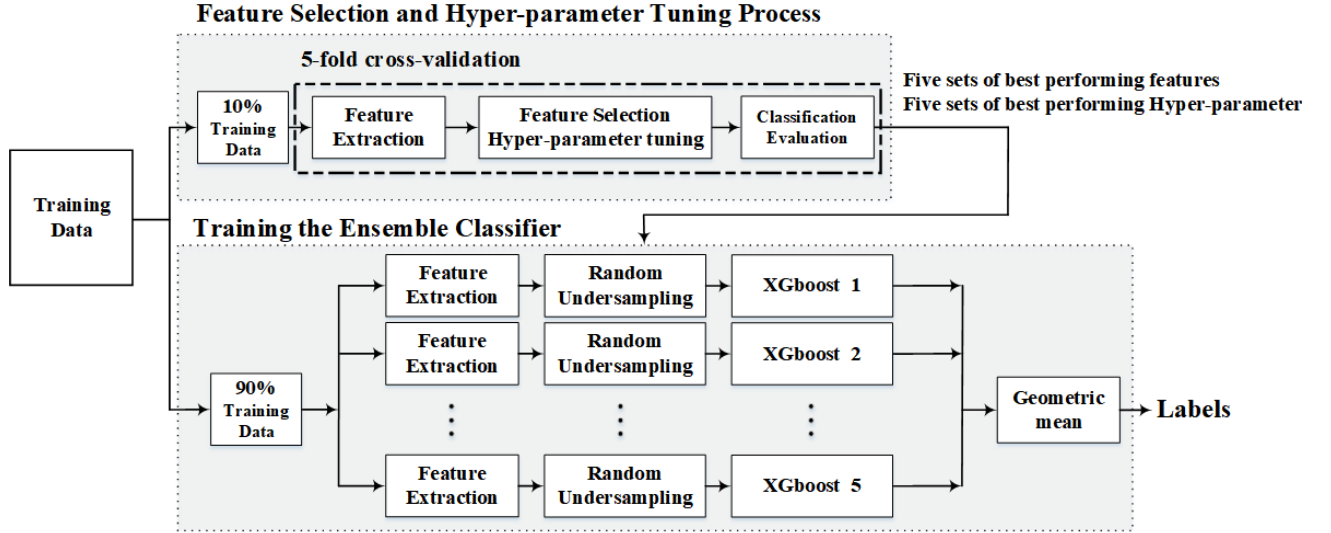 Feature Selection and Hyper-parameter Tuning Process
5-fold cross-validation
Five sets of best performing features
Five sets of best performing Hyper-parameter
10%
Training
Data
Feature
Extraction
Feature Selection
Hyper-parameter tuning
Classification
Evaluation
Training
Data
Training the Ensemble Classifier
Feature
Extraction
Random
Undersampling
XGboost 1
Feature
Extraction
Random
Undersampling
XGboost 2
90%
Training
Data
Geometric
mean
Labels
Feature
Extraction
Random
Undersampling
XGboost 5